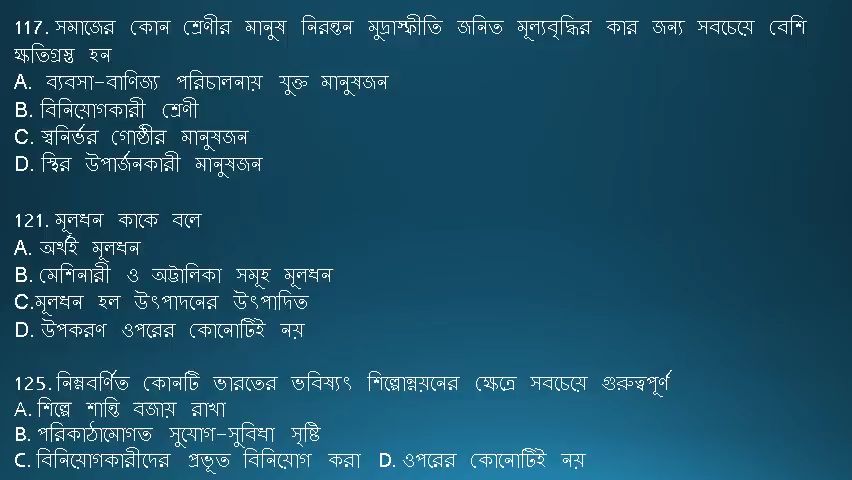 117. সমাজের কোন শ্রেণীর মানুষ নিরন্তন মুদ্রাস্ফীতি জনিত মূল্যবৃদ্ধির কার জন্য সবচেয়ে বেশি
ক্ষতিগ্রস্ত হন
A. ব্যবসা-বাণিজ্য পরিচালনায় যুক্ত মানুষজন
B. বিনিয়োগকারী শ্রেণী
C. স্বনির্ভর গোষ্ঠীর মানুষজন
D. স্থির উপার্জনকারী মানুষজন
121. মূলধন কাকে বলে
A. অর্থই মূলধন
B. মেশিনারী ও অট্টালিকা সমূহ মূলধন
C.মূলধন হল উৎপাদনের উৎপাদিত
D. উপকরণ ওপরের কোনোটিই নয়
125. নিম্নবর্ণিত কোনটি ভারতের ভবিষ্যৎ শিল্পোন্নয়নের ক্ষেত্রে সবচেয়ে গুরুত্বপূর্ণ
A. শিল্পে শান্তি বজায় রাখা
B. পরিকাঠামোগত সুযোগ-সুবিধা সৃষ্টি
C. বিনিয়োগকারীদের প্রভূত বিনিয়োগ করা D. ওপরের কোনোটিই নয়